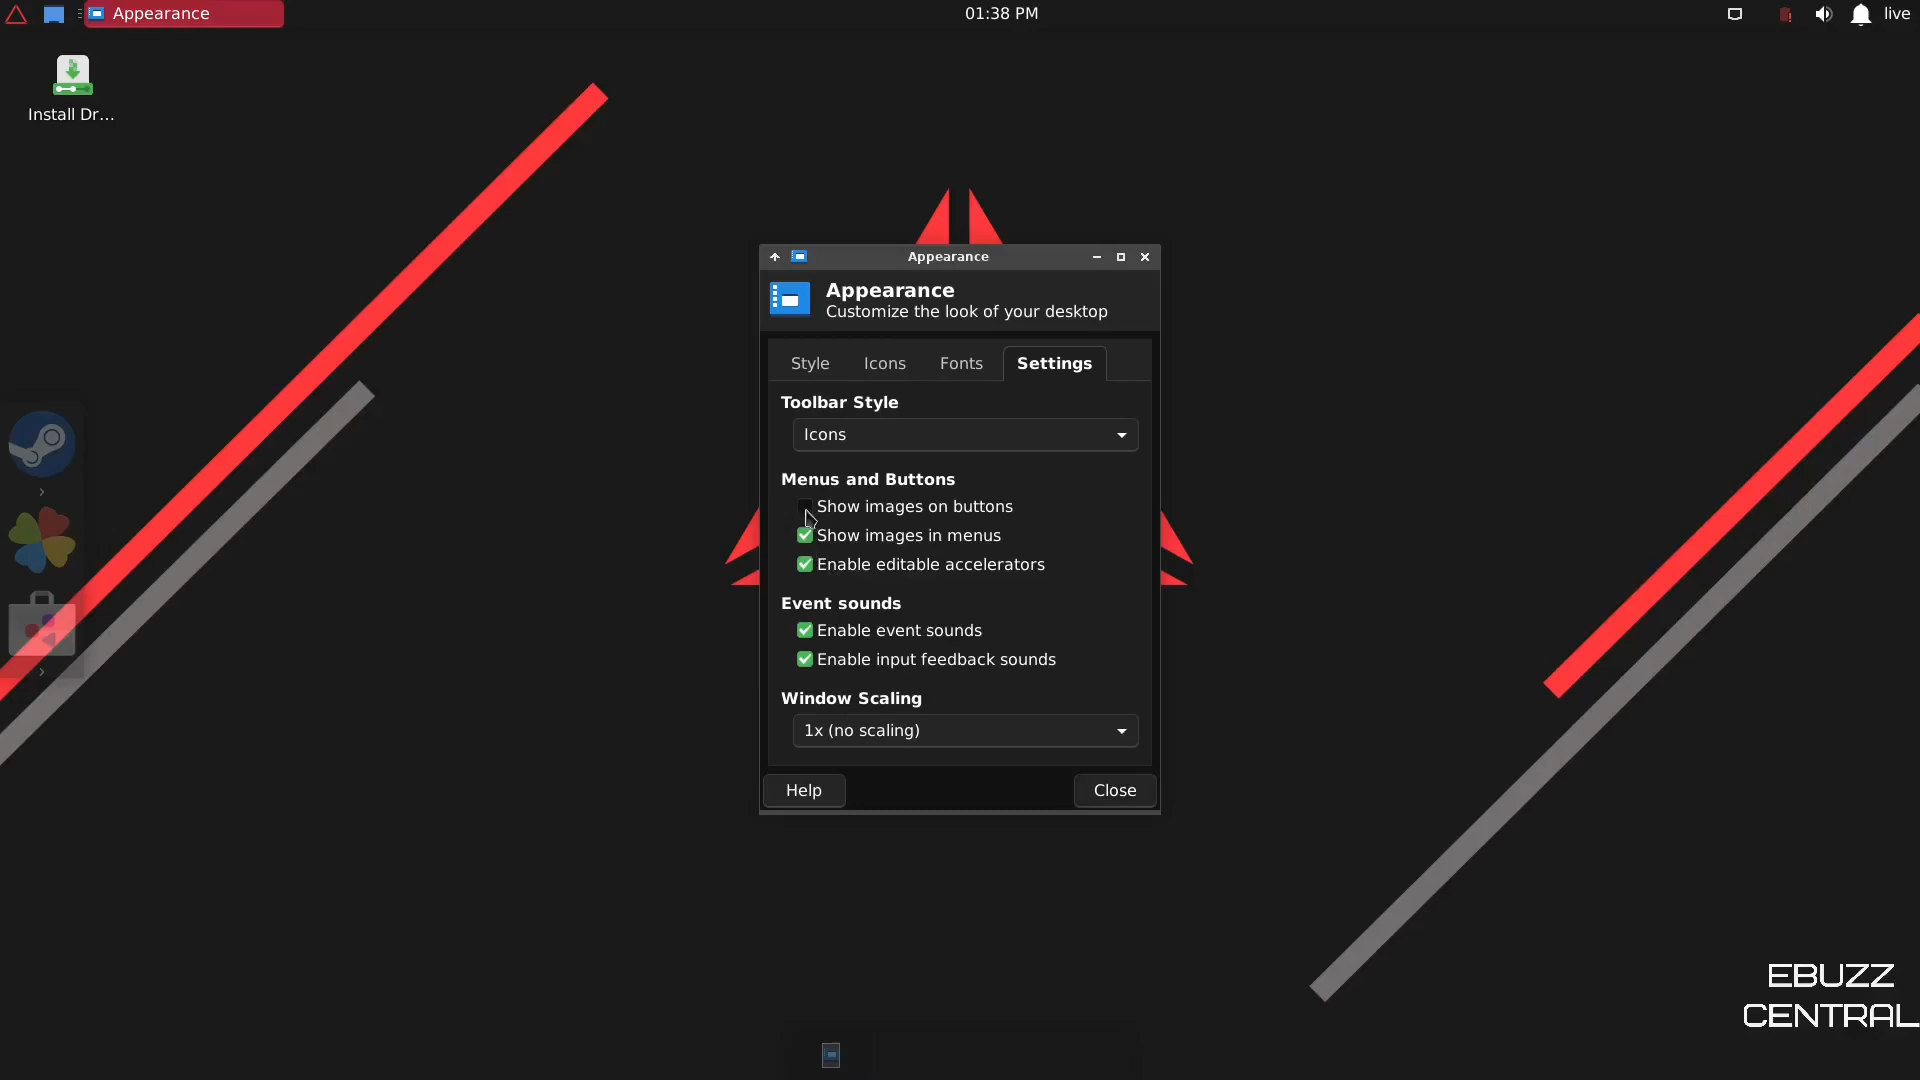 Appearance
01:38 PM
live
Install Dr...
Appearance
Appearance
Customize the look of your desktop
Style
Icons
Fonts
Settings
Toolbar Style
Icons
Menus and Buttons
Show images on buttons
Show images in menus
Enable editable accelerators
Event sounds
Enable event sounds
Enable input feedback sounds
Window Scaling
1x (no scaling)
Help
Close
EBUZZ
CENTRAL